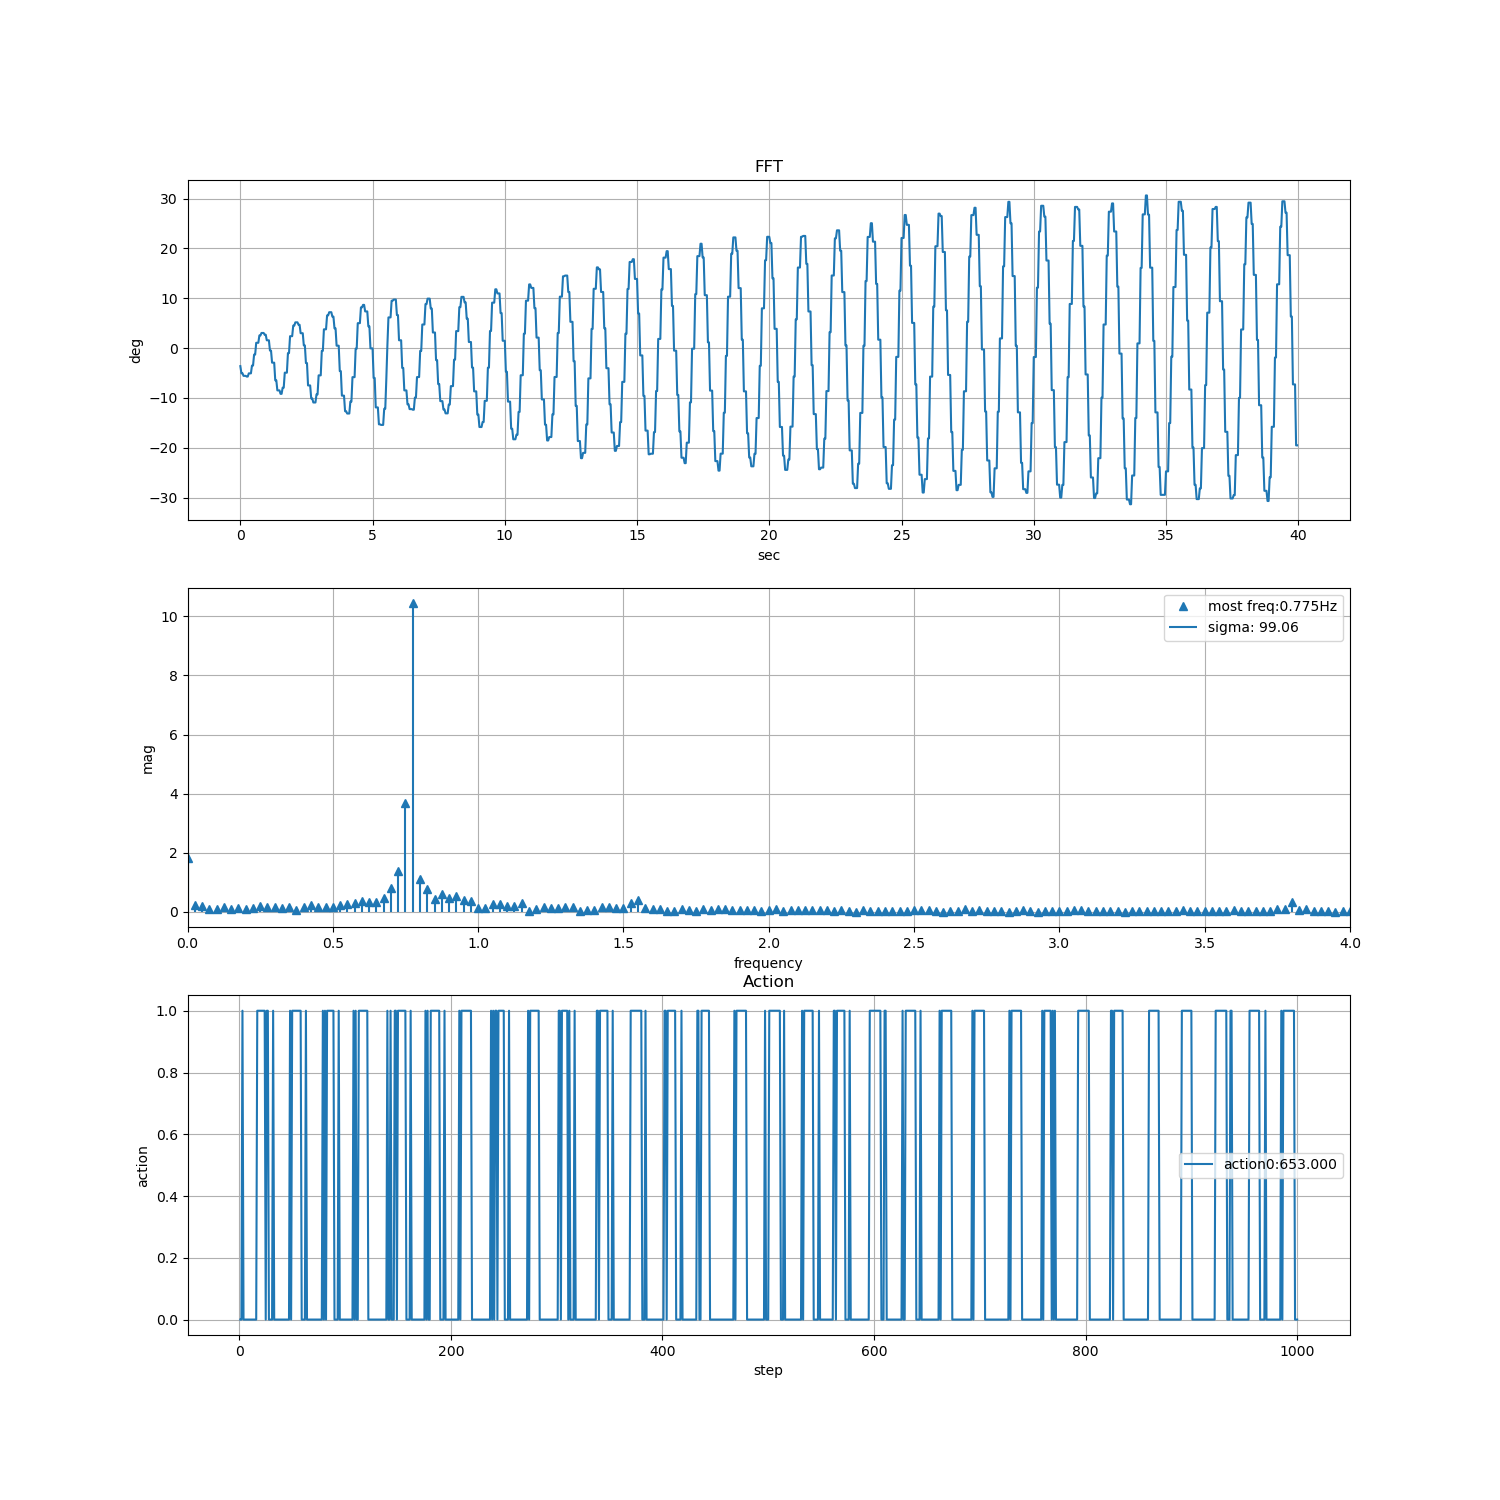 FFT
30
20
10
0
−10
−20
−30
deg
0 5 10 15 20 25 30 35 40
sec
10
8
6
4
2
0
mag
most freq:0.775Hz
sigma: 99.06
0.0 0.5 1.0 1.5 2.0 2.5 3.0 3.5 4.0
frequency
Action
1.0
0.8
0.6
0.4
0.2
0.0
action
action0:653.000
0 200 400 600 800 1000
step